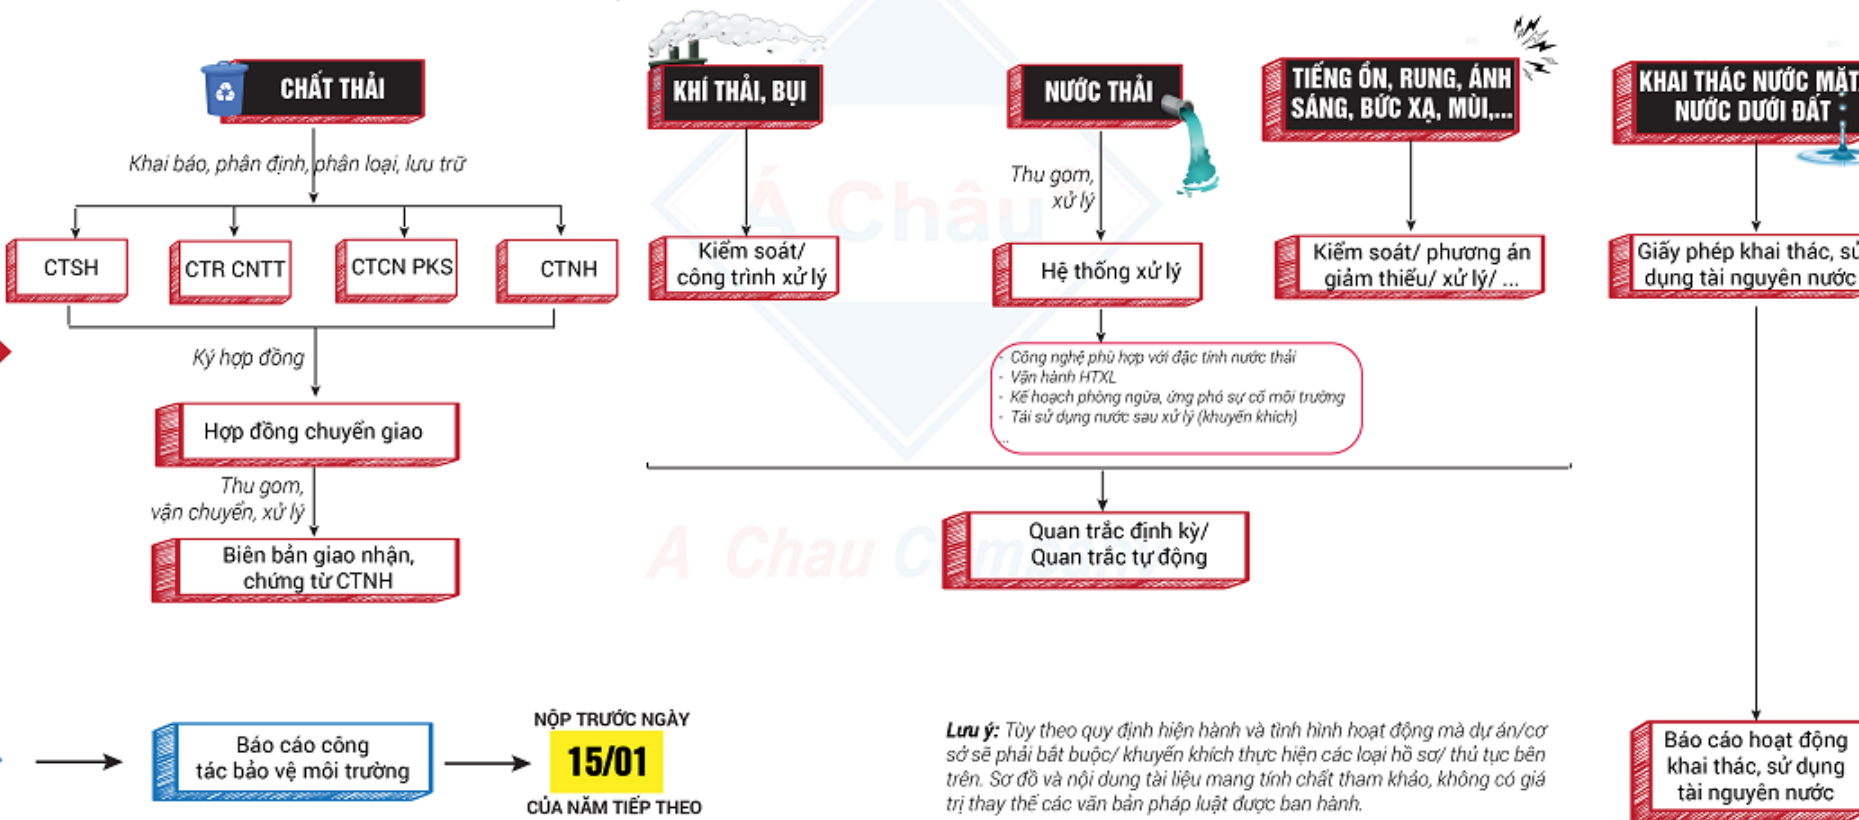 CHẤT THẢI
Khai báo, phân định, phân loại, lưu trữ
CTSH
CTR CNTT
CTCN PKS
CTNH
Ký hợp đồng
Hợp đồng chuyển giao
Thu gom,
vận chuyển, xử lý
Biên bản giao nhận,
chứng từ CTNH
KHÍ THẢI, BỤI
Kiểm soát/
công trình xử lý
NƯỚC THẢI
Thu gom,
xử lý
Hệ thống xử lý
- Công nghệ phù hợp với đặc tính nước thải
- Vận hành HTXL
- Kế hoạch phòng ngừa, ứng phó sự cố môi trường
- Tái sử dụng nước sau xử lý (khuyến khích)
...
TIẾNG ỒN, RUNG, ÁNH
SÁNG, BỨC XẠ, MÙI,...
Kiểm soát/ phương án
giảm thiểu/ xử lý/ ...
Quan trắc định kỳ/
Quan trắc tự động
KHAI THÁC NƯỚC MẶT,
NƯỚC DƯỚI ĐẤT
Giấy phép khai thác, sử
dụng tài nguyên nước
Báo cáo hoạt động
khai thác, sử dụng
tài nguyên nước
Á Châu
A Chau Company
Báo cáo công
tác bảo vệ môi trường
NỘP TRƯỚC NGÀY
15/01
CỦA NĂM TIẾP THEO
Lưu ý: Tùy theo quy định hiện hành và tình hình hoạt động mà dự án/cơ
sở sẽ phải bắt buộc/ khuyến khích thực hiện các loại hồ sơ/ thủ tục bên
trên. Sơ đồ và nội dung tài liệu mang tính chất tham khảo, không có giá
trị thay thế các văn bản pháp luật được ban hành.